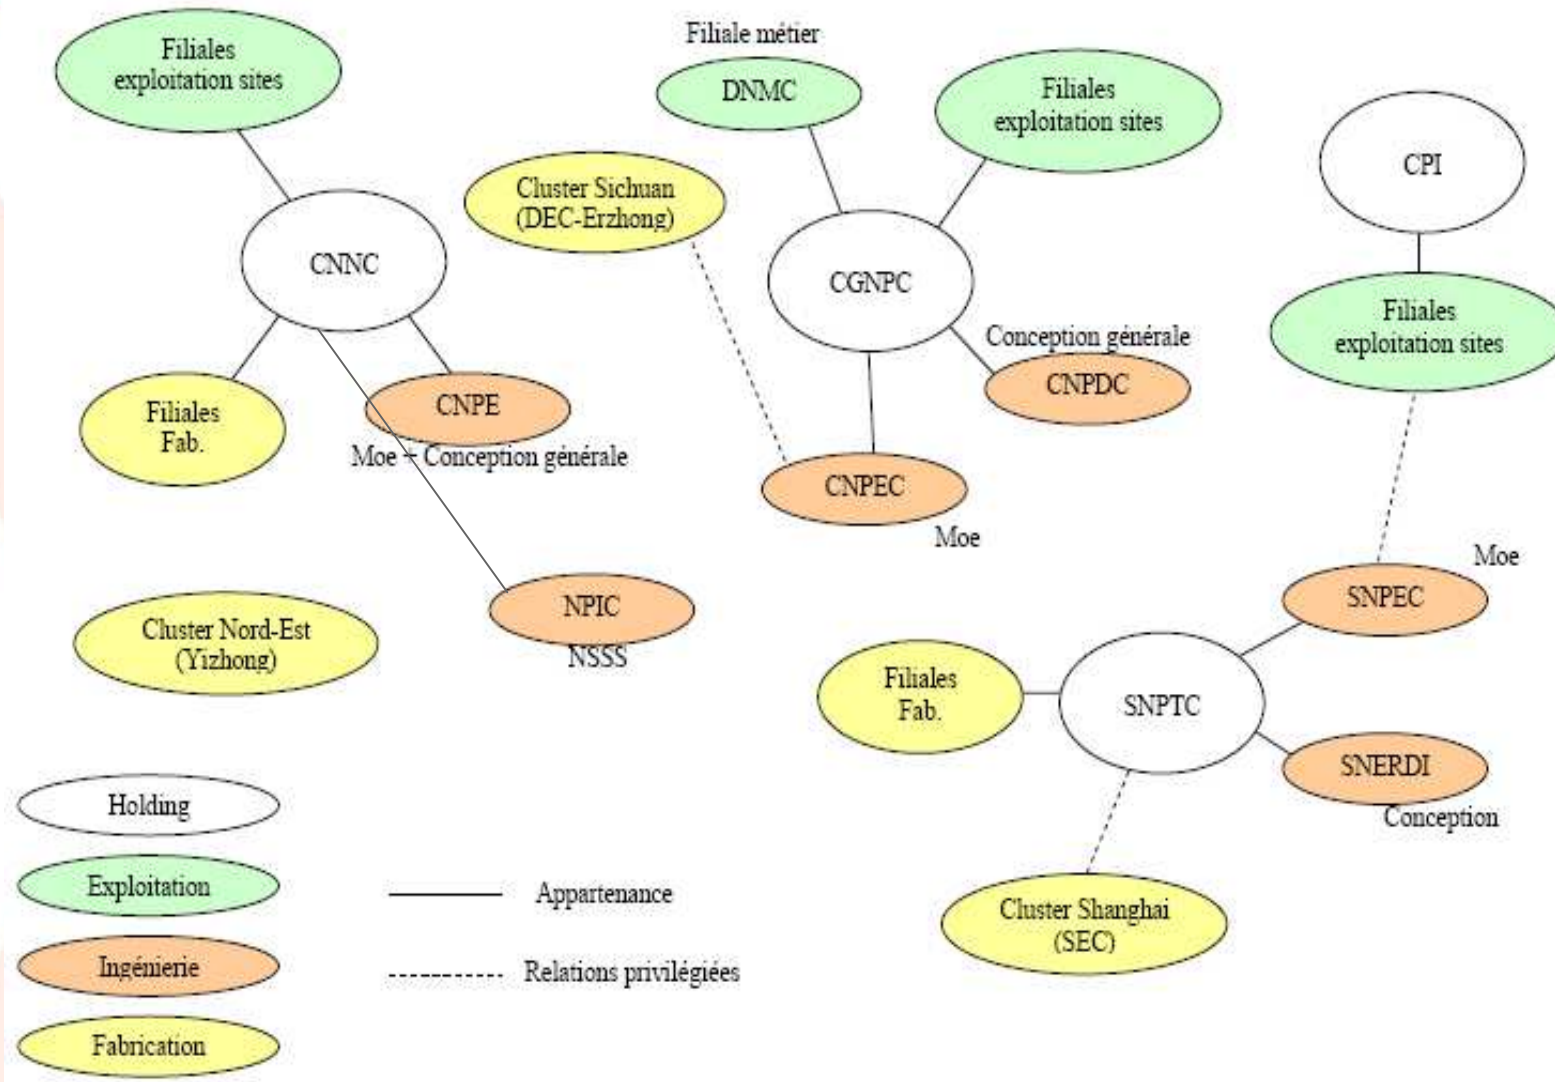 Filiale métier
Filiales
exploitation sites
DNMC
Filiales
exploitation sites
CPI
Cluster Sichuan
(DEC-Erzhong)
CNNC
CGNPC
Filiales
exploitation sites
Conception générale
CNPDC
Filiales
Fab.
CNPE
Moe + Conception générale
CNPEC
Moe
Moe
SNPEC
NPIC
NSSS
Cluster Nord-Est
(Yizhong)
Filiales
Fab.
SNPTC
SNERDI
Conception
Cluster Shanghai
(SEC)
Holding
Exploitation
Ingénierie
Fabrication
Appartenance
Relations privilégiées